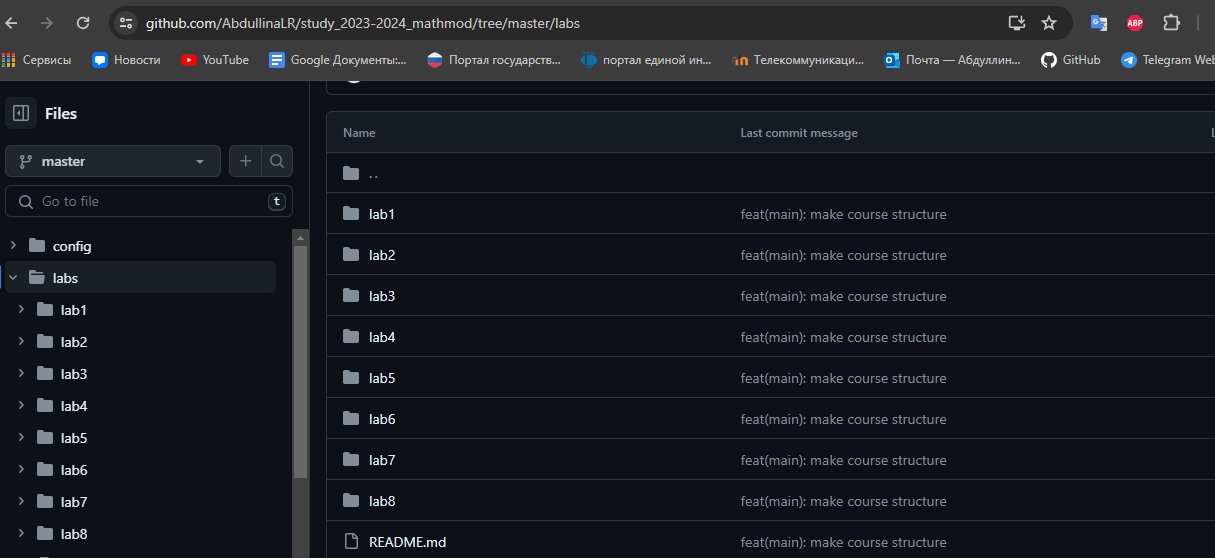 github.com/AbdullinaLR/study_2023-2024_mathmod/tree/master/labs
ABP
Сервисы Новости YouTube Google Документы:... Портал государств... портал единой ин... Телекоммуникаци... Почта — Абдуллин... GitHub Telegram Web
Files
master
Go to file t
config
labs
lab1
lab2
lab3
lab4
lab5
lab6
lab7
lab8
Name Last commit message L
..
lab1 feat(main): make course structure
lab2 feat(main): make course structure
lab3 feat(main): make course structure
lab4 feat(main): make course structure
lab5 feat(main): make course structure
lab6 feat(main): make course structure
lab7 feat(main): make course structure
lab8 feat(main): make course structure
README.md feat(main): make course structure